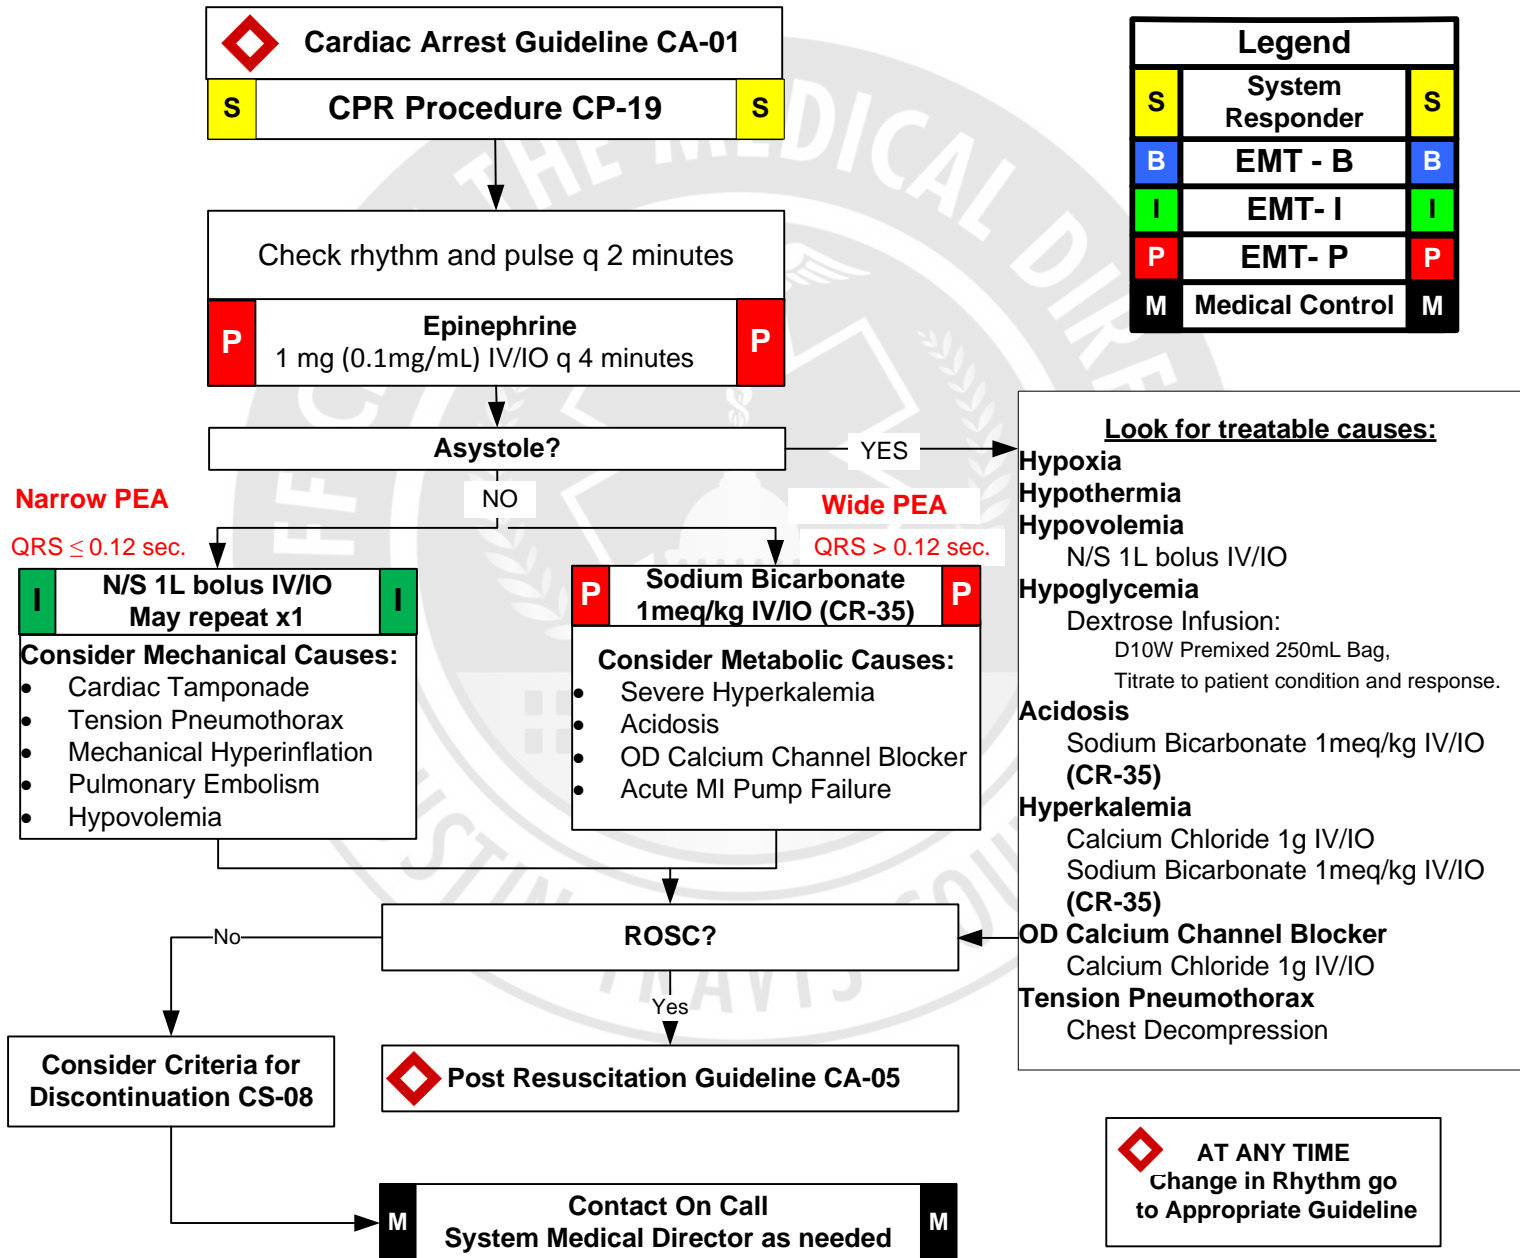 Cardiac Arrest Guideline CA-01
S CPR Procedure CP-19 S
Check rhythm and pulse q 2 minutes
P Epinephrine P
1 mg (0.1mg/mL) IV/IO q 4 minutes
Asystole?
YES
NO
Narrow PEA
QRS ≤ 0.12 sec.
I N/S 1L bolus IV/IO I
May repeat x1
Consider Mechanical Causes:
• Cardiac Tamponade
• Tension Pneumothorax
• Mechanical Hyperinflation
• Pulmonary Embolism
• Hypovolemia
Wide PEA
QRS > 0.12 sec.
P Sodium Bicarbonate P
1meq/kg IV/IO (CR-35)
Consider Metabolic Causes:
• Severe Hyperkalemia
• Acidosis
• OD Calcium Channel Blocker
• Acute MI Pump Failure
ROSC?
No
Yes
Consider Criteria for
Discontinuation CS-08
Post Resuscitation Guideline CA-05
M Contact On Call M
System Medical Director as needed
Legend
S System S
Responder
B EMT - B B
I EMT- I I
P EMT- P P
M Medical Control M
Look for treatable causes:
Hypoxia
Hypothermia
Hypovolemia
N/S 1L bolus IV/IO
Hypoglycemia
Dextrose Infusion:
D10W Premixed 250mL Bag,
Titrate to patient condition and response.
Acidosis
Sodium Bicarbonate 1meq/kg IV/IO
(CR-35)
Hyperkalemia
Calcium Chloride 1g IV/IO
Sodium Bicarbonate 1meq/kg IV/IO
(CR-35)
OD Calcium Channel Blocker
Calcium Chloride 1g IV/IO
Tension Pneumothorax
Chest Decompression
AT ANY TIME
Change in Rhythm go
to Appropriate Guideline
THE MEDICAL
TRAVIS